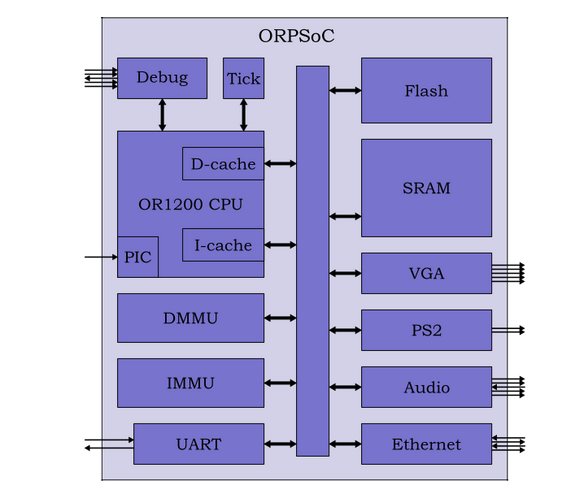 ORPSoC
Debug
Tick
Flash
D-cache
SRAM
OR1200 CPU
I-cache
PIC
VGA
DMMU
PS2
IMMU
Audio
UART
Ethernet